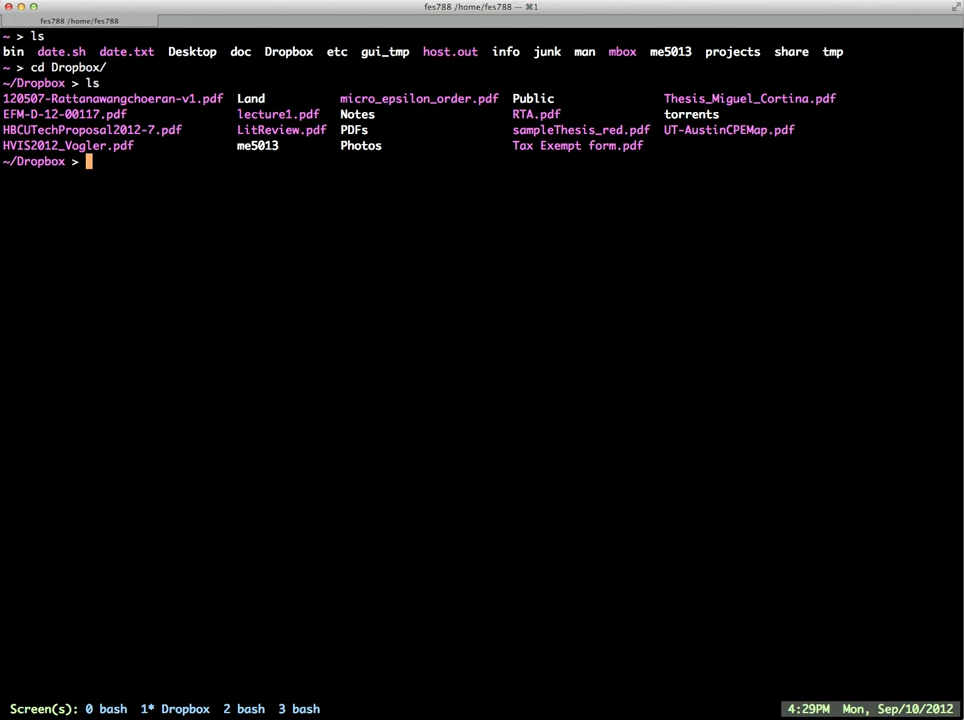 fes788 /home/fes788 — ⌘1
fes788 /home/fes788
~ > ls
bin date.sh date.txt Desktop doc Dropbox etc gui_tmp host.out info junk man mbox me5013 projects share tmp
~ > cd Dropbox/
~/Dropbox > ls
120507-Rattanawangchoeran-v1.pdf Land micro_epsilon_order.pdf Public Thesis_Miguel_Cortina.pdf
EFM-D-12-00117.pdf lecture1.pdf Notes RTA.pdf torrents
HBCUTechProposal2012-7.pdf LitReview.pdf PDFs sampleThesis_red.pdf UT-AustinCPEMap.pdf
HVIS2012_Vogler.pdf me5013 Photos Tax Exempt form.pdf
~/Dropbox >
Screen(s): 0 bash 1* Dropbox 2 bash 3 bash 4:29PM Mon, Sep/10/2012